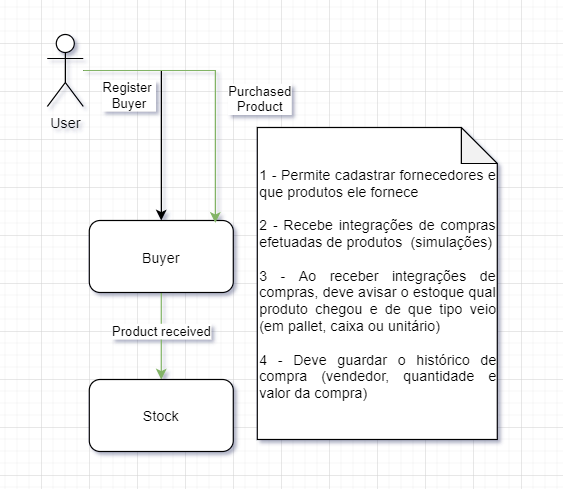 Register
Buyer
Purchased
Product
User
1 - Permite cadastrar fornecedores e
que produtos ele fornece
2 - Recebe integrações de compras
efetuadas de produtos (simulações)
3 - Ao receber integrações de
compras, deve avisar o estoque qual
produto chegou e de que tipo veio
(em pallet, caixa ou unitário)
4 - Deve guardar o histórico de
compra (vendedor, quantidade e
valor da compra)
Buyer
Product received
Stock